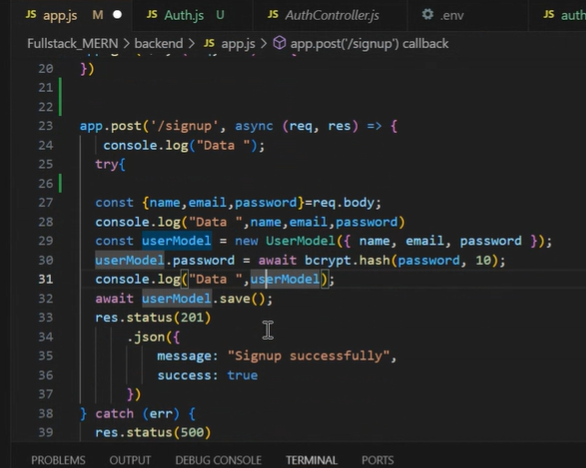 JS app.js M
JS Auth.js U
JS AuthController.js
.env
JS auth
Fullstack_MERN > backend > JS app.js > app.post('/signup') callback
20 })
21
22
23 app.post('/signup', async (req, res) => {
24 console.log("Data ");
25 try{
26
27 const {name,email,password}=req.body;
28 console.log("Data ",name,email,password)
29 const userModel = new UserModel({ name, email, password });
30 userModel.password = await bcrypt.hash(password, 10);
31 console.log("Data ",userModel);
32 await userModel.save();
33 res.status(201)
34 .json({
35 message: "Signup successfully",
36 success: true
37 })
38 } catch (err) {
39 res.status(500)
PROBLEMS OUTPUT DEBUG CONSOLE TERMINAL PORTS